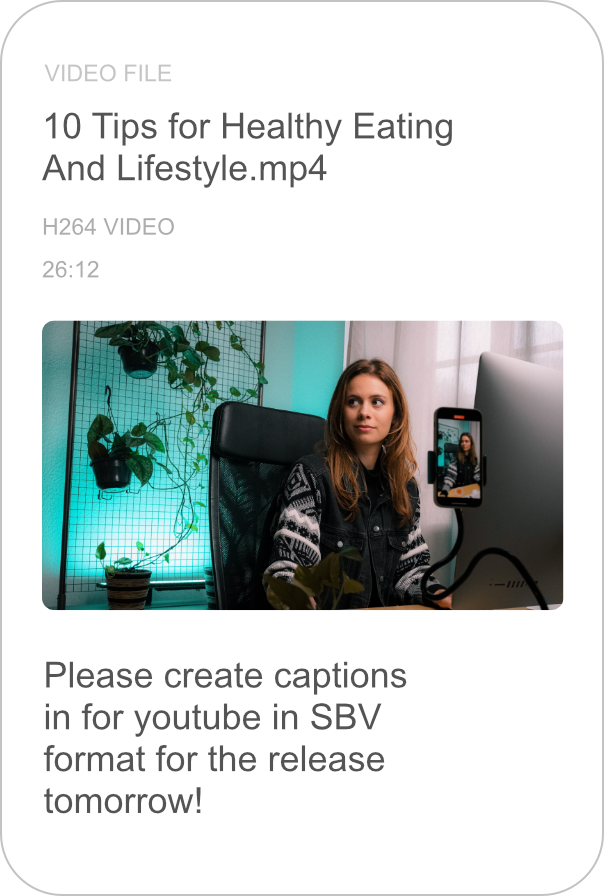 VIDEO FILE
10 Tips for Healthy Eating
And Lifestyle.mp4
H264 VIDEO
26:12
Please create captions
in for youtube in SBV
format for the release
tomorrow!